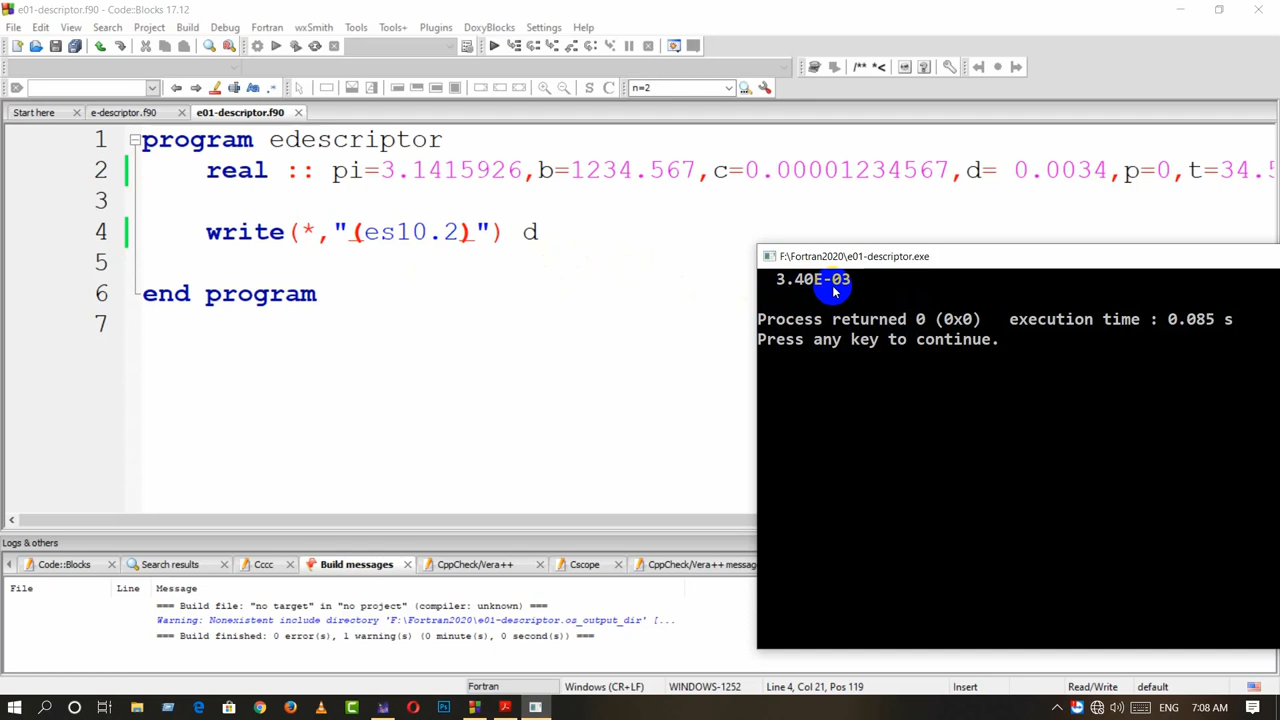 e01-descriptor.f90 - Code::Blocks 17.12
File Edit View Search Project Build Debug Fortran wxSmith Tools Tools+ Plugins DoxyBlocks Settings Help
/** *<
S C n=2
Start here e-descriptor.f90 e01-descriptor.f90
1 program edescriptor
2 real :: pi=3.1415926,b=1234.567,c=0.00001234567,d= 0.0034,p=0,t=34.5
3
4 write(*,"(es10.2)") d
5
6 end program
7
F:\Fortran2020\e01-descriptor.exe
3.40E-03
Process returned 0 (0x0) execution time : 0.085 s
Press any key to continue.
Logs & others
Code::Blocks Search results Cccc Build messages CppCheck/Vera++ Cscope CppCheck/Vera++ messag
File Line Message
=== Build file: "no target" in "no project" (compiler: unknown) ===
Warning: Nonexistent include directory 'F:\Fortran2020\e01-descriptor.os_output_dir' [...
=== Build finished: 0 error(s), 1 warning(s) (0 minute(s), 0 second(s)) ===
Fortran Windows (CR+LF) WINDOWS-1252 Line 4, Col 21, Pos 119 Insert Read/Write default
ENG 7:08 AM